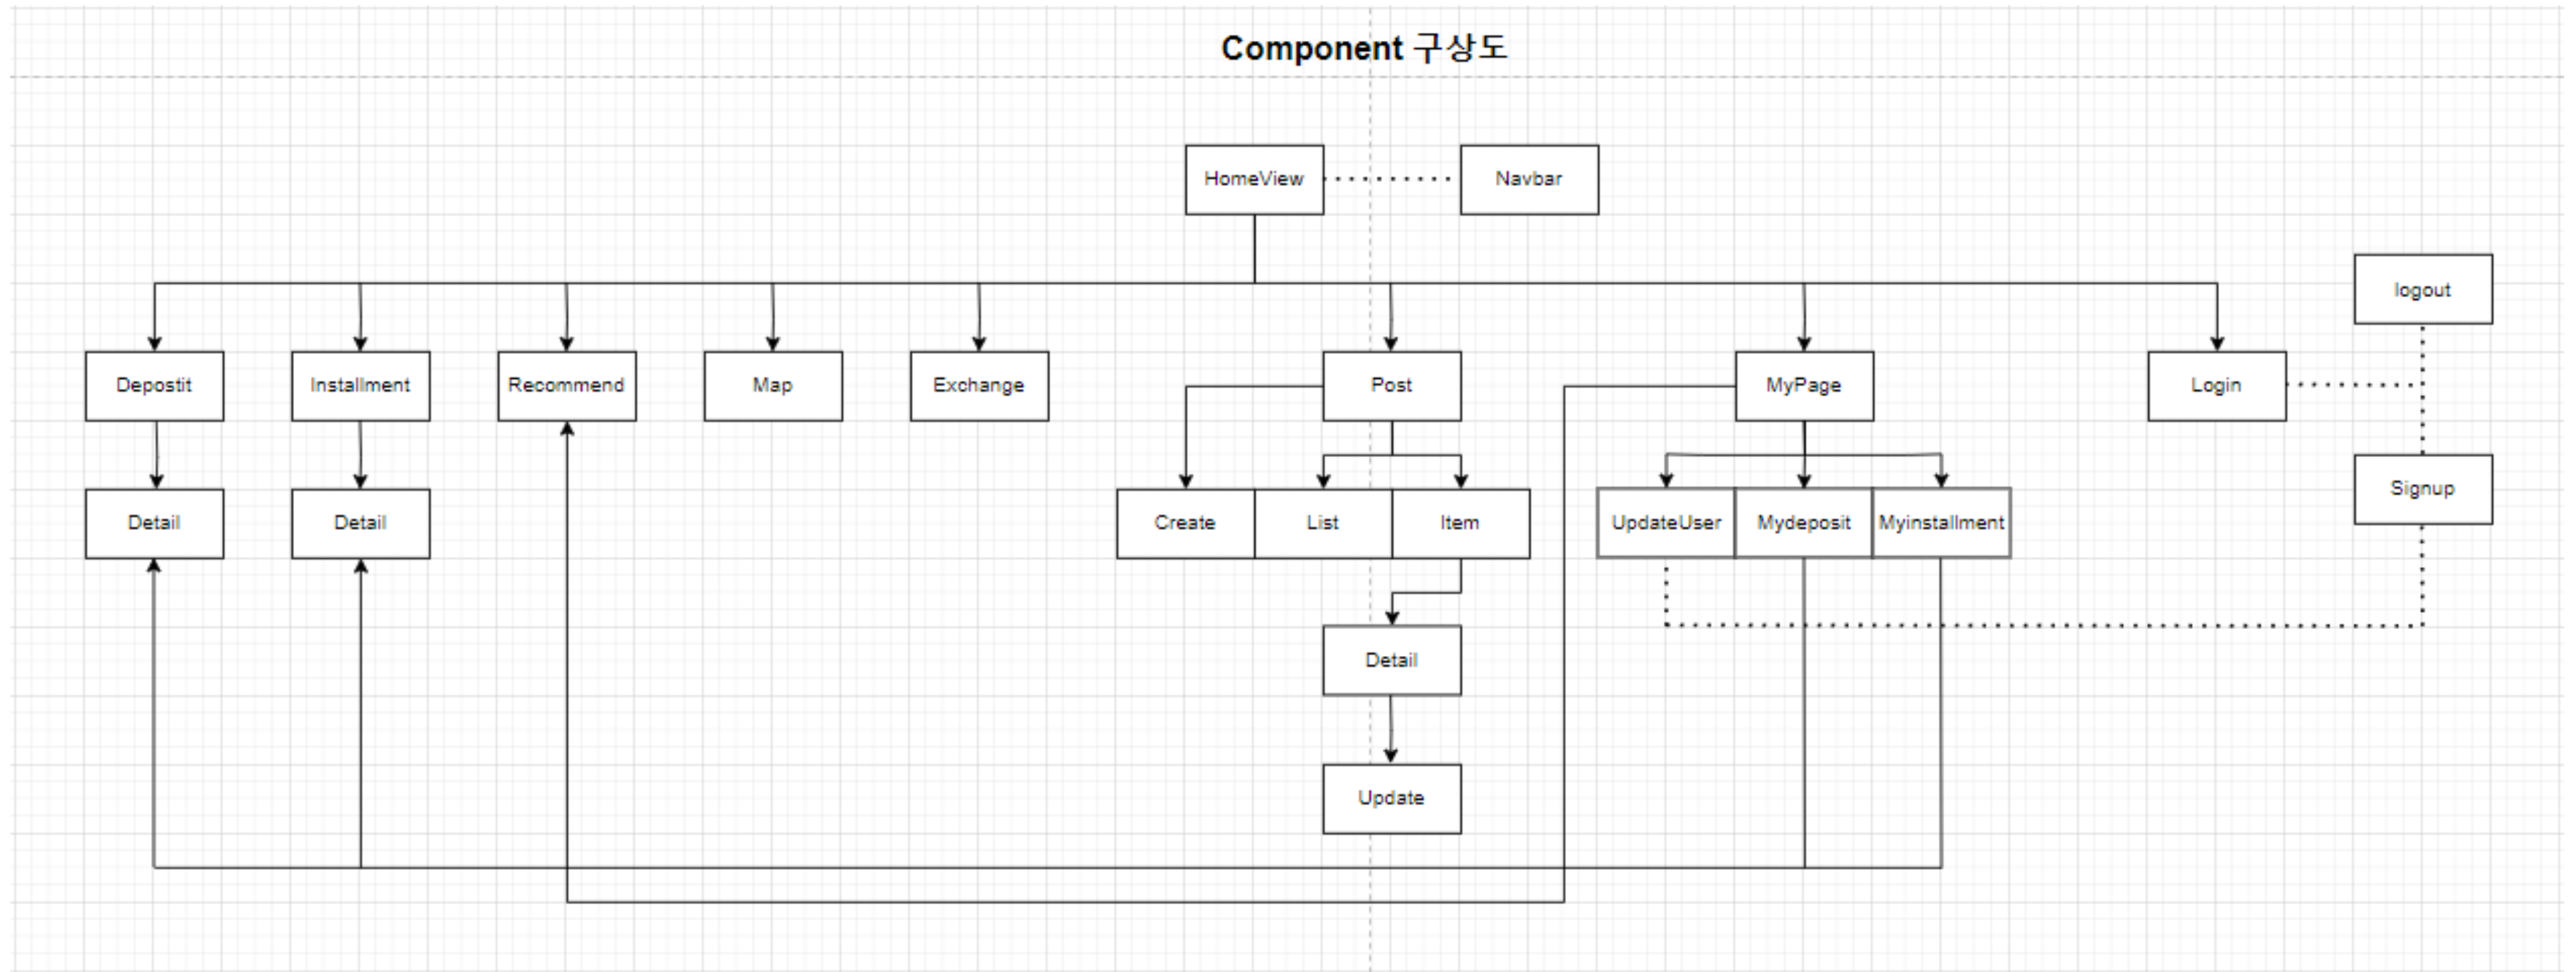 Component 구상도
HomeView
Navbar
logout
Depostit
Installment
Recommend
Map
Exchange
Post
MyPage
Login
Signup
Detail
Detail
Create
List
Item
UpdateUser
Mydeposit
Myinstallment
Detail
Update